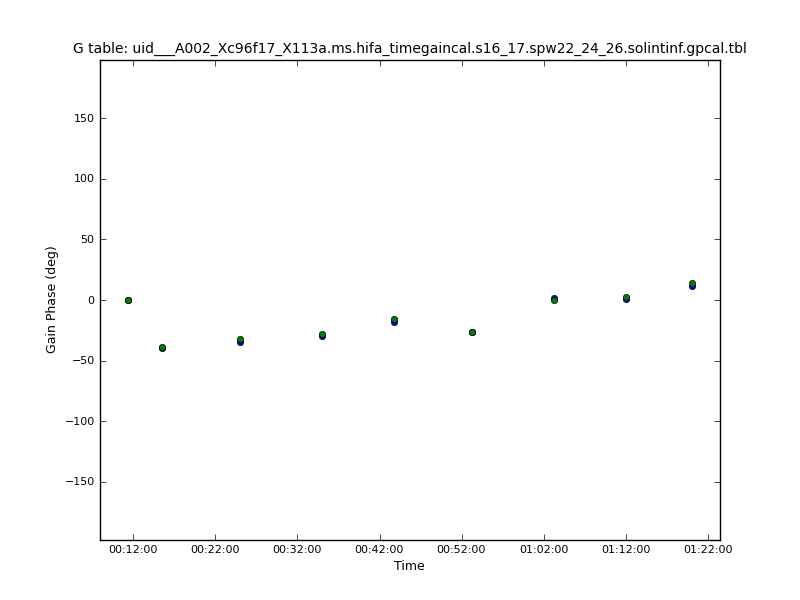 G table: uid___A002_Xc96f17_X113a.ms.hifa_timegaincal.s16_17.spw22_24_26.solintinf.gpcal.tbl
Gain Phase (deg)
150
100
50
0
−50
−100
−150
00:12:00 00:22:00 00:32:00 00:42:00 00:52:00 01:02:00 01:12:00 01:22:00
Time